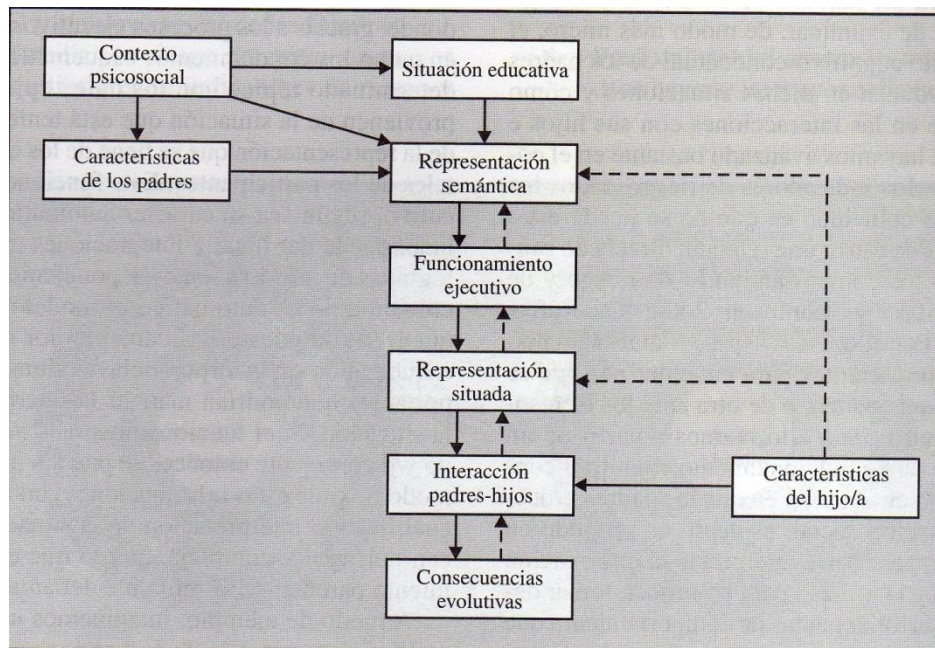 Contexto
psicosocial
Situación educativa
Características
de los padres
Representación
semántica
Funcionamiento
ejecutivo
Representación
situada
Interacción
padres-hijos
Características
del hijo/a
Consecuencias
evolutivas